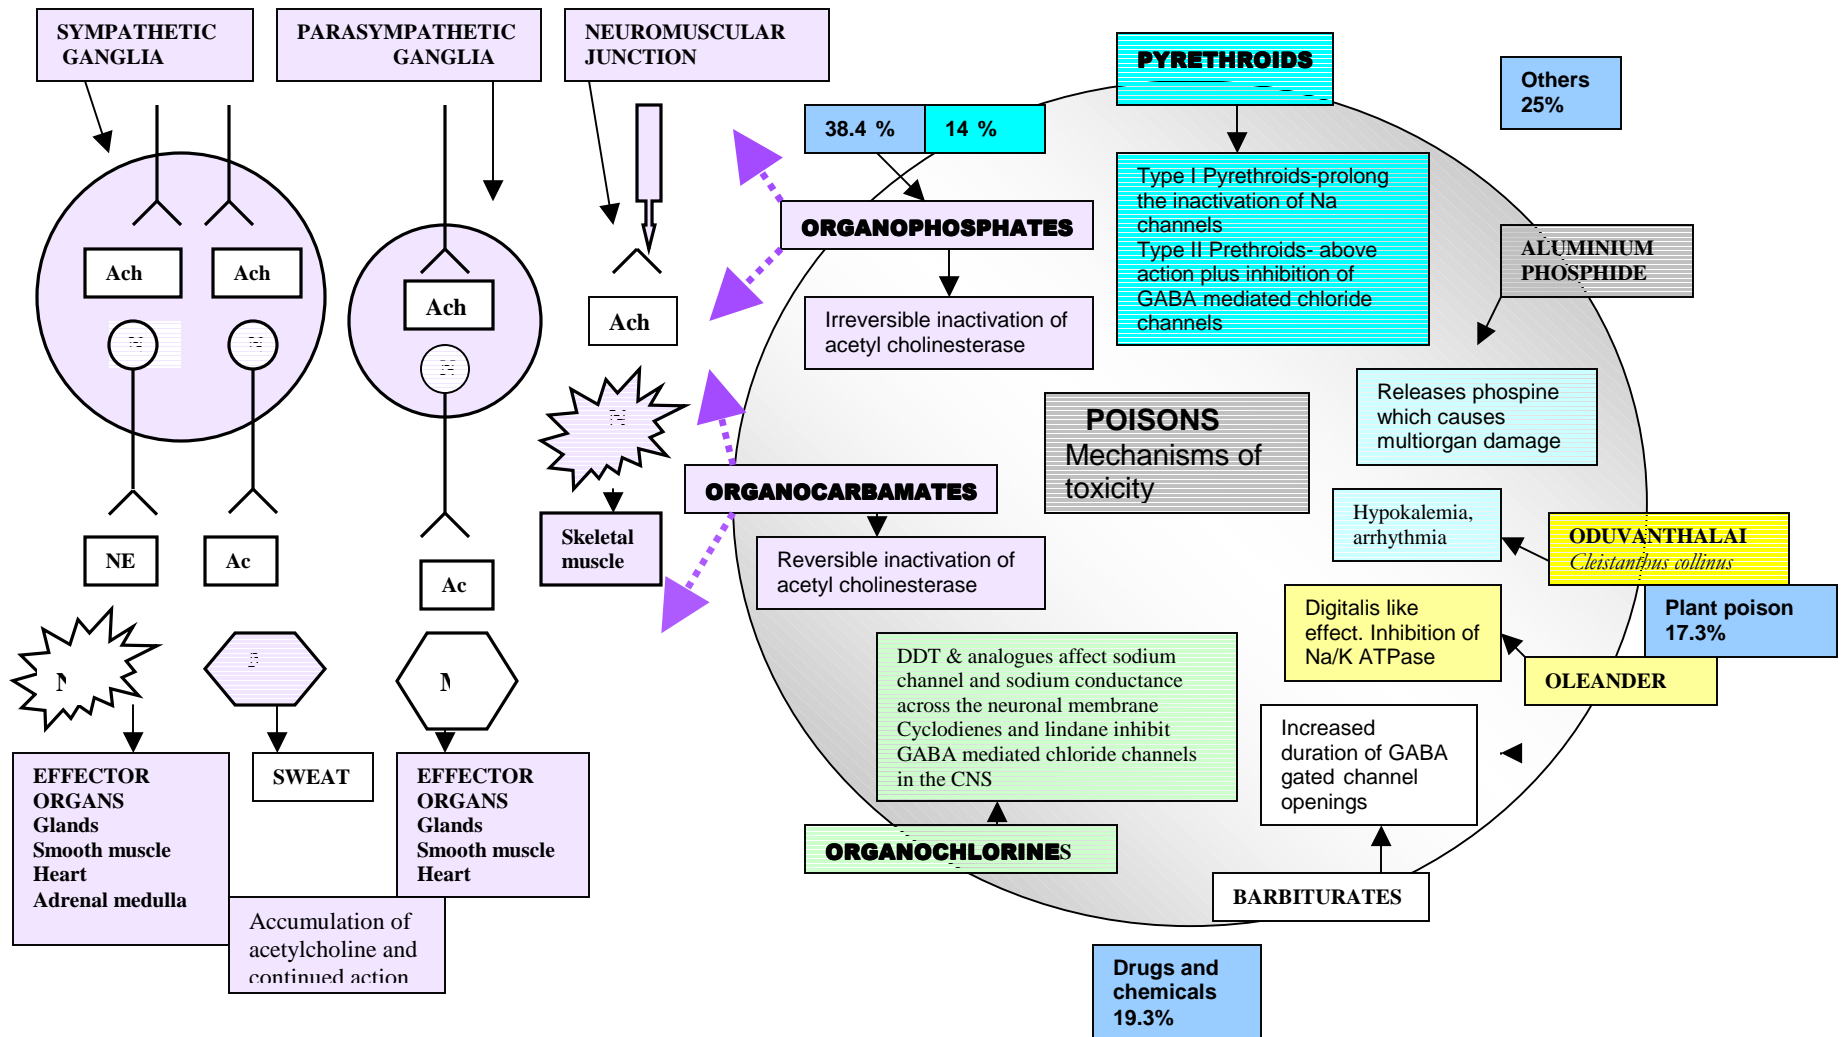 SYMPATHETIC
GANGLIA
PARASYMPATHETIC
GANGLIA
NEUROMUSCULAR
JUNCTION
Ach
Ach
Ach
Ach
NE
Ac
Ac
Skeletal
muscle
EFFECTOR
ORGANS
Glands
Smooth muscle
Heart
Adrenal medulla
SWEAT
EFFECTOR
ORGANS
Glands
Smooth muscle
Heart
Accumulation of
acetylcholine and
continued action
38.4 %
14 %
ORGANOPHOSPHATES
Irreversible inactivation of
acetyl cholinesterase
ORGANOCARBAMATES
Reversible inactivation of
acetyl cholinesterase
DDT & analogues affect sodium
channel and sodium conductance
across the neuronal membrane
Cyclodienes and lindane inhibit
GABA mediated chloride channels
in the CNS
ORGANOCHLORINES
PYRETHROIDS
Type I Pyrethroids-prolong
the inactivation of Na
channels
Type II Prethroids- above
action plus inhibition of
GABA mediated chloride
channels
POISONS
Mechanisms of
toxicity
Others
25%
ALUMINIUM
PHOSPHIDE
Releases phospine
which causes
multiorgan damage
Hypokalemia,
arrhythmia
ODUVANTHALAI
Cleistanthus collinus
Plant poison
17.3%
Digitalis like
effect. Inhibition of
Na/K ATPase
OLEANDER
Increased
duration of GABA
gated channel
openings
BARBITURATES
Drugs and
chemicals
19.3%